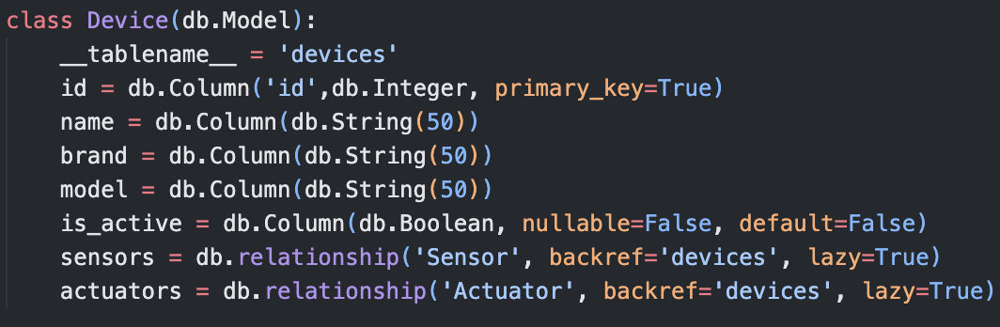 class Device(db.Model):
    __tablename__ = 'devices'
    id = db.Column('id',db.Integer, primary_key=True)
    name = db.Column(db.String(50))
    brand = db.Column(db.String(50))
    model = db.Column(db.String(50))
    is_active = db.Column(db.Boolean, nullable=False, default=False)
    sensors = db.relationship('Sensor', backref='devices', lazy=True)
    actuators = db.relationship('Actuator', backref='devices', lazy=True)